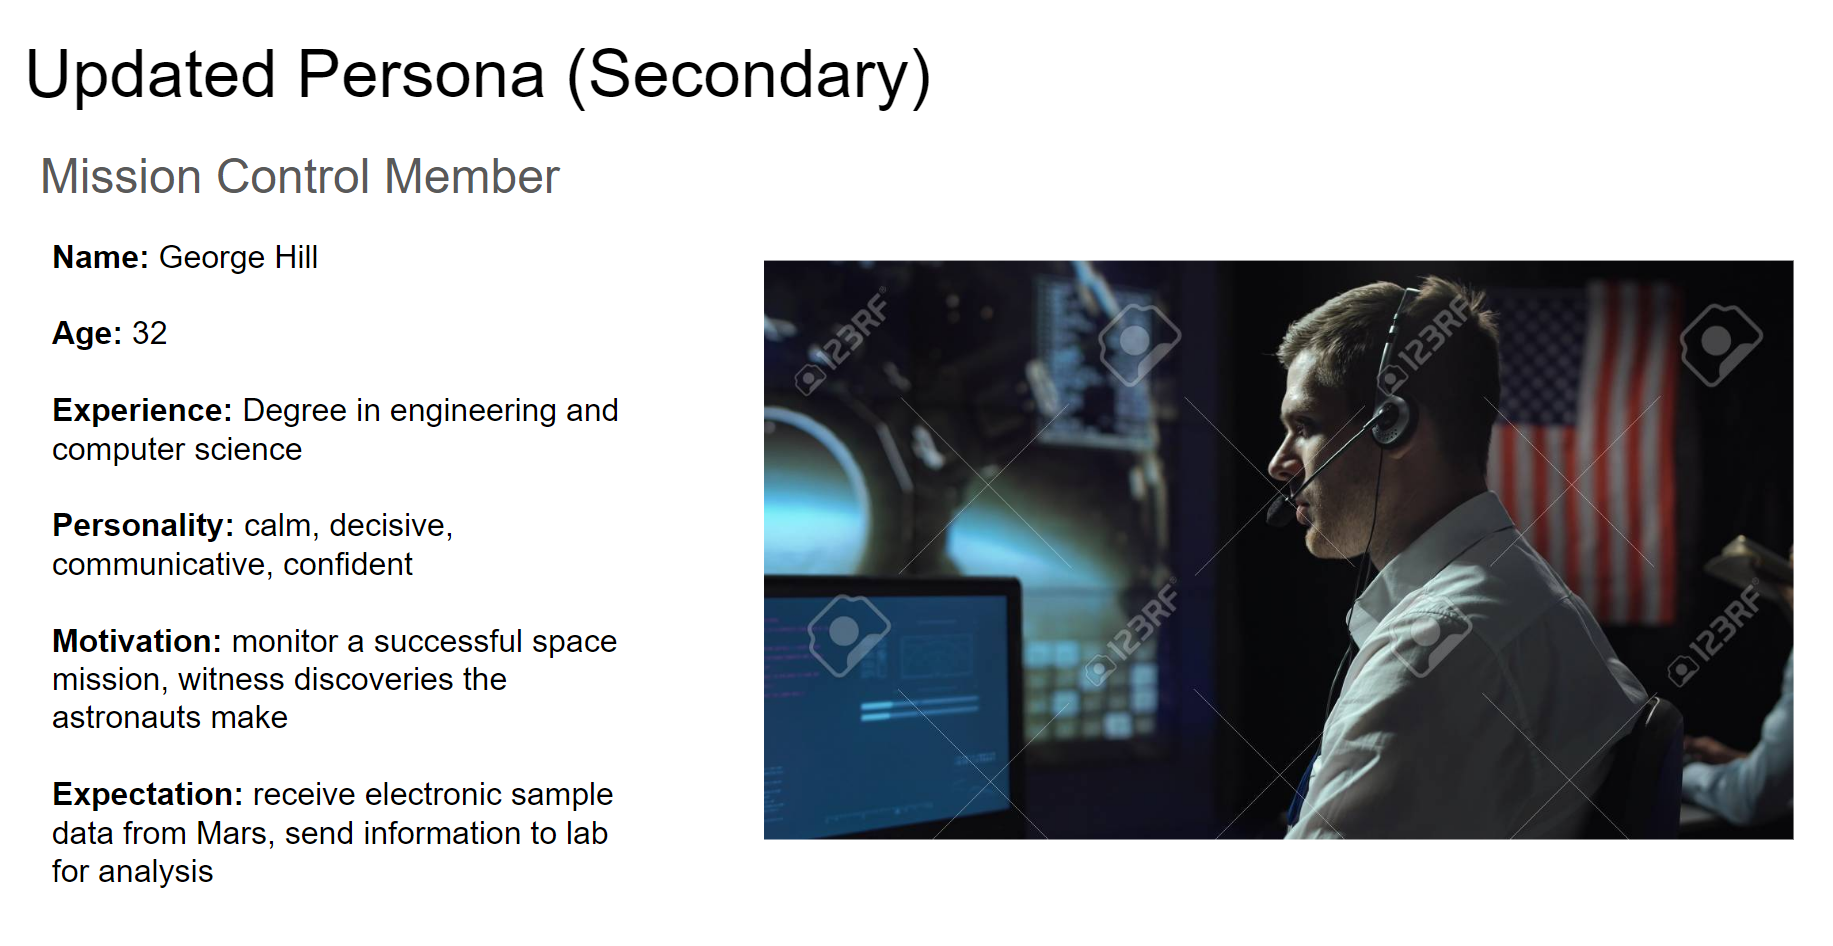 Updated Persona (Secondary)
Mission Control Member
Name: George Hill
Age: 32
Experience: Degree in engineering and
computer science
Personality: calm, decisive,
communicative, confident
Motivation: monitor a successful space
mission, witness discoveries the
astronauts make
Expectation: receive electronic sample
data from Mars, send information to lab
for analysis
123RF
123RF
123RF
123RF